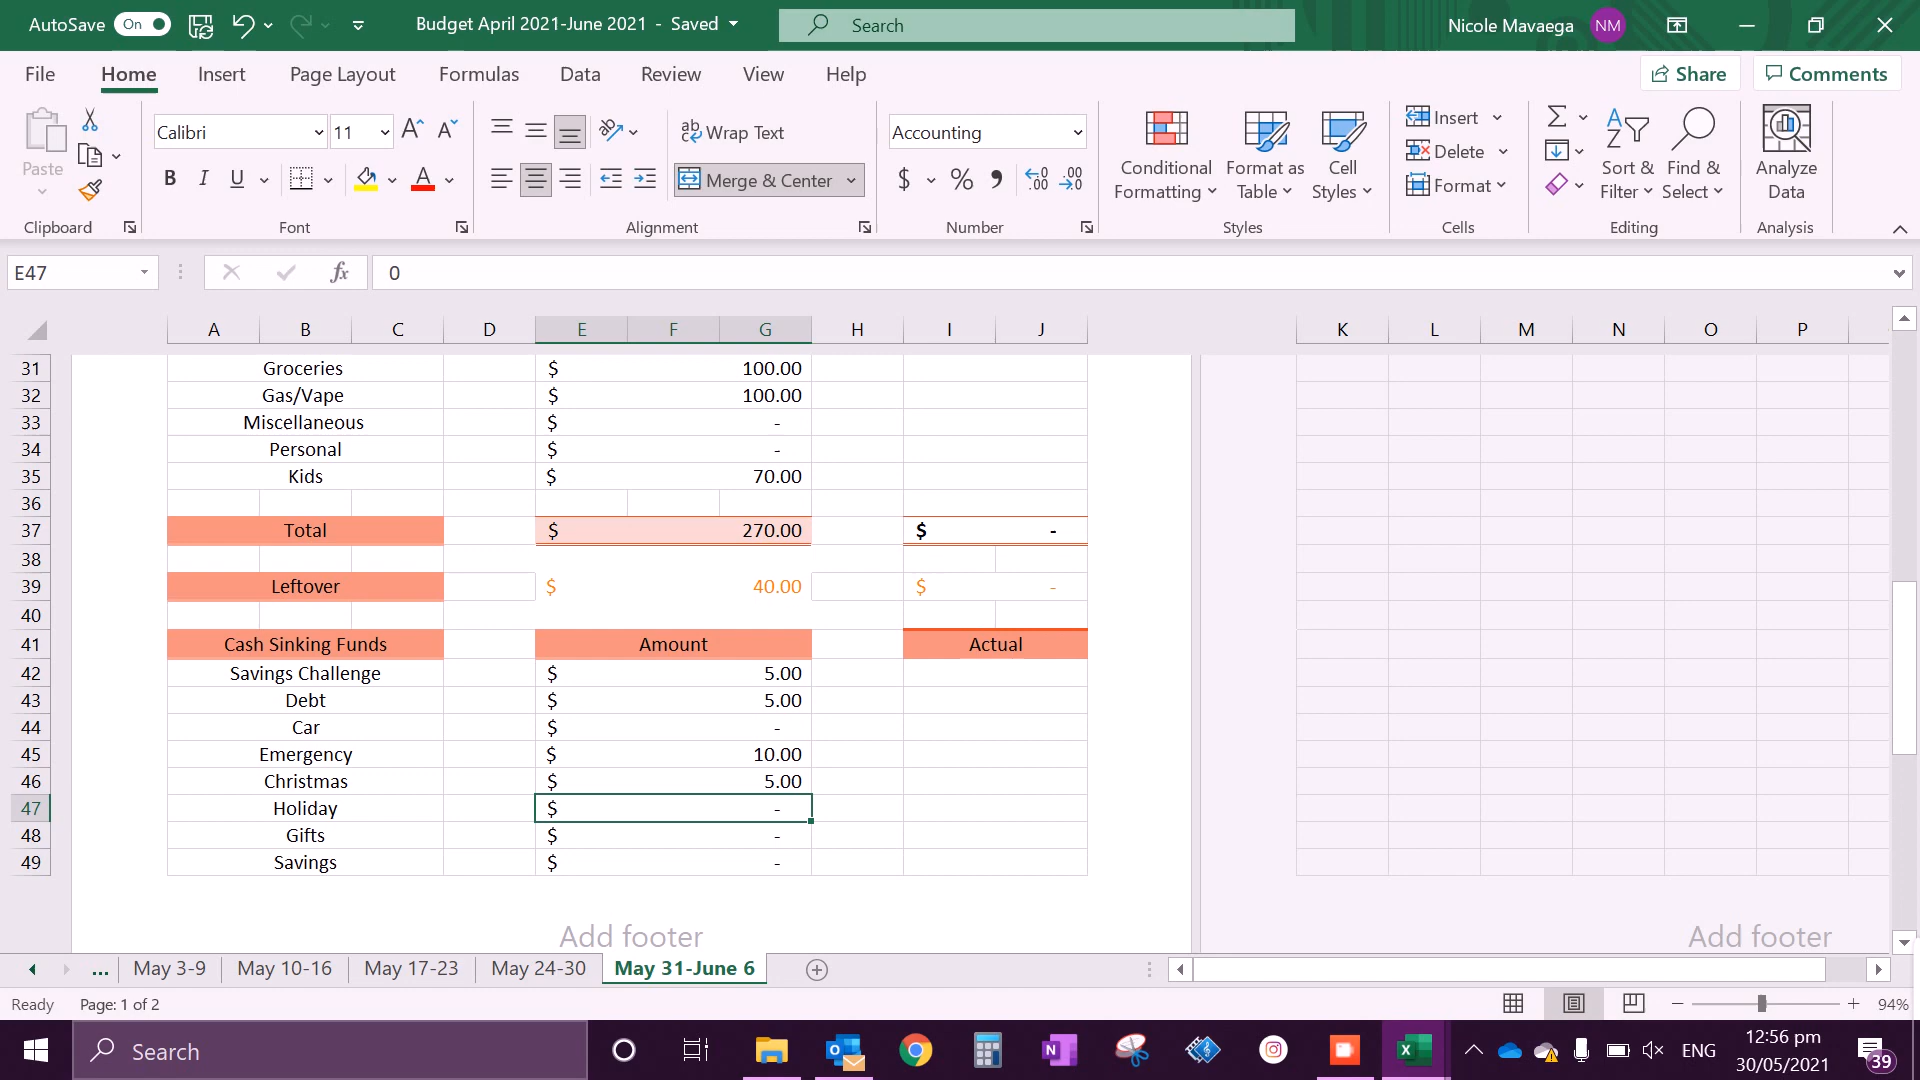 AutoSave On Budget April 2021-June 2021 - Saved Search Nicole Mavaega NM
File Home Insert Page Layout Formulas Data Review View Help Share Comments
Paste Calibri 11 ab Wrap Text Merge & Center Accounting $ % Conditional Formatting Format as Table Cell Styles Insert Delete Format Sort & Filter Find & Select Analyze Data
Clipboard Font Alignment Number Styles Cells Editing Analysis
E47 fx 0
A B C D E F G H I J K L M N O P
31 Groceries $ 100.00
32 Gas/Vape $ 100.00
33 Miscellaneous $ -
34 Personal $ -
35 Kids $ 70.00
36
37 Total $ 270.00 $ -
38
39 Leftover $ 40.00 $ -
40
41 Cash Sinking Funds Amount Actual
42 Savings Challenge $ 5.00
43 Debt $ 5.00
44 Car $ -
45 Emergency $ 10.00
46 Christmas $ 5.00
47 Holiday $ -
48 Gifts $ -
49 Savings $ -
Add footer Add footer
... May 3-9 May 10-16 May 17-23 May 24-30 May 31-June 6
Ready Page: 1 of 2 94%
Search ENG 12:56 pm
30/05/2021 39